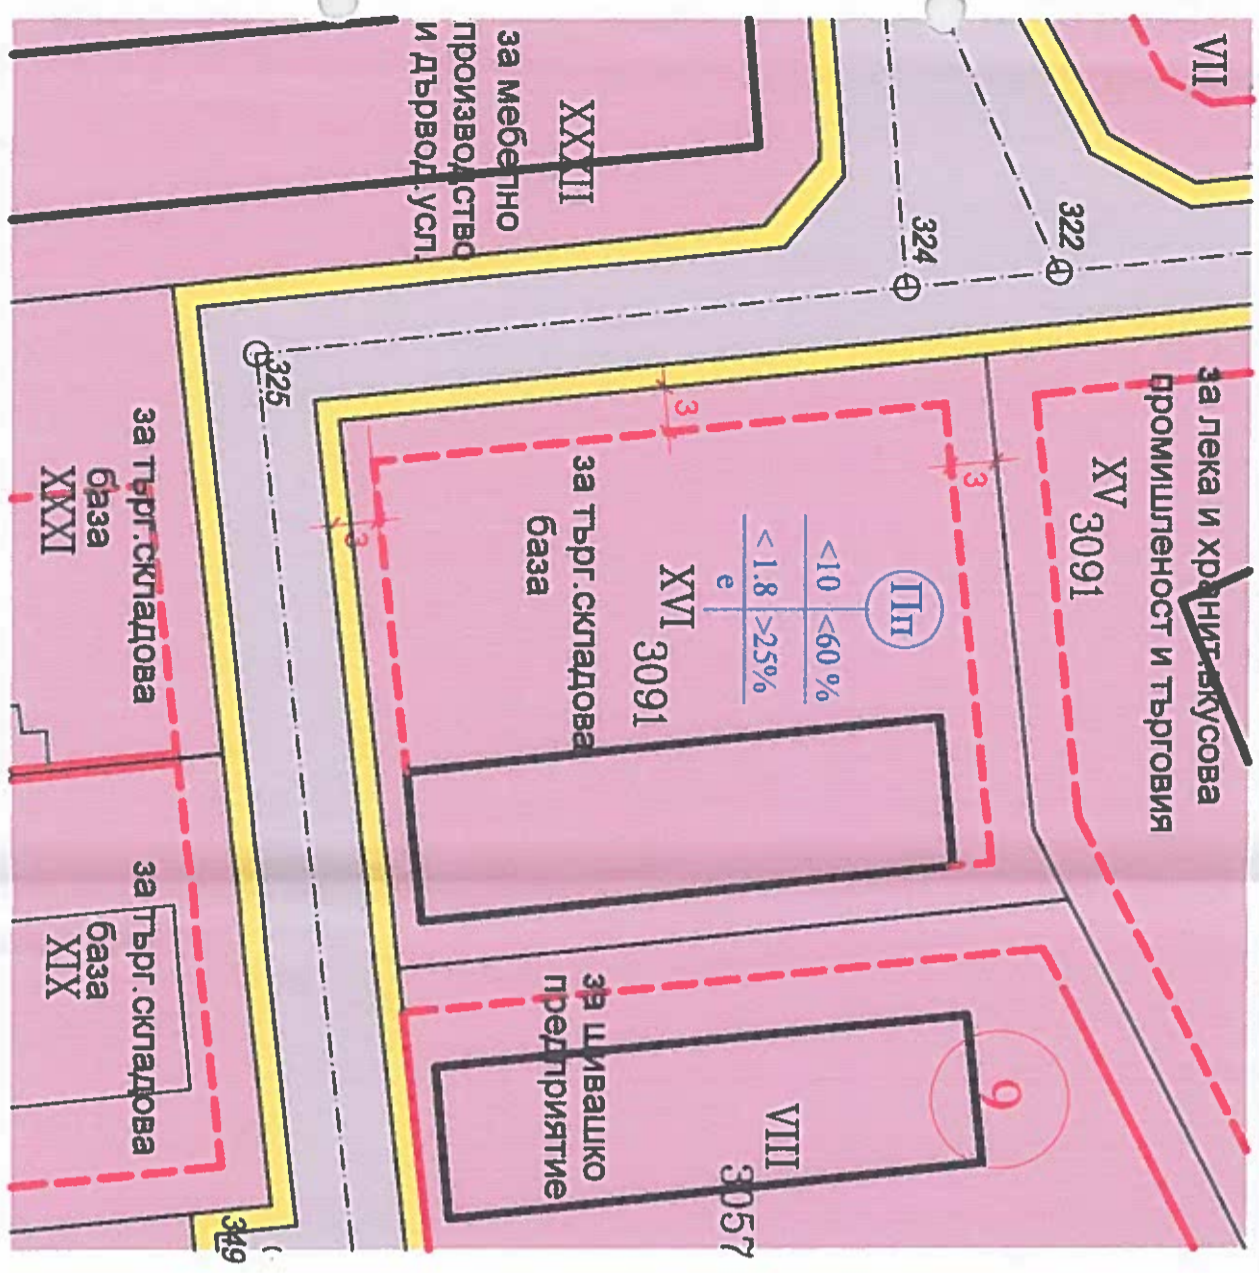 VII
322
324
XXXII
за мебелно
производство
и дървод.усл.
за лека и хранит.вкусова
промишленост и търговия
XV 3091
3
3
3
Пп
<10 <60%
<1.8 >25%
е
XVI 3091
за търг.складова
база
325
за търг.складова
база
XXXI
за търг.складова
база
XIX
9
VIII 3057
за шивашко
предприятие
349